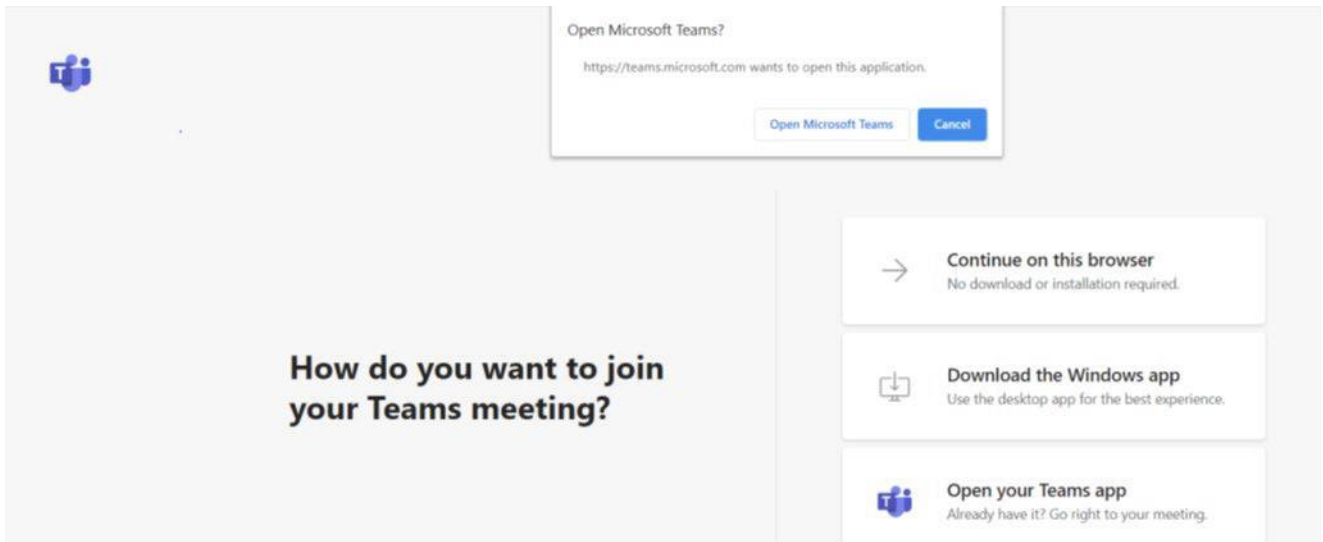 Open Microsoft Teams?
https://teams.microsoft.com wants to open this application.
Open Microsoft Teams
Cancel
How do you want to join
your Teams meeting?
Continue on this browser
No download or installation required.
Download the Windows app
Use the desktop app for the best experience.
Open your Teams app
Already have it? Go right to your meeting.